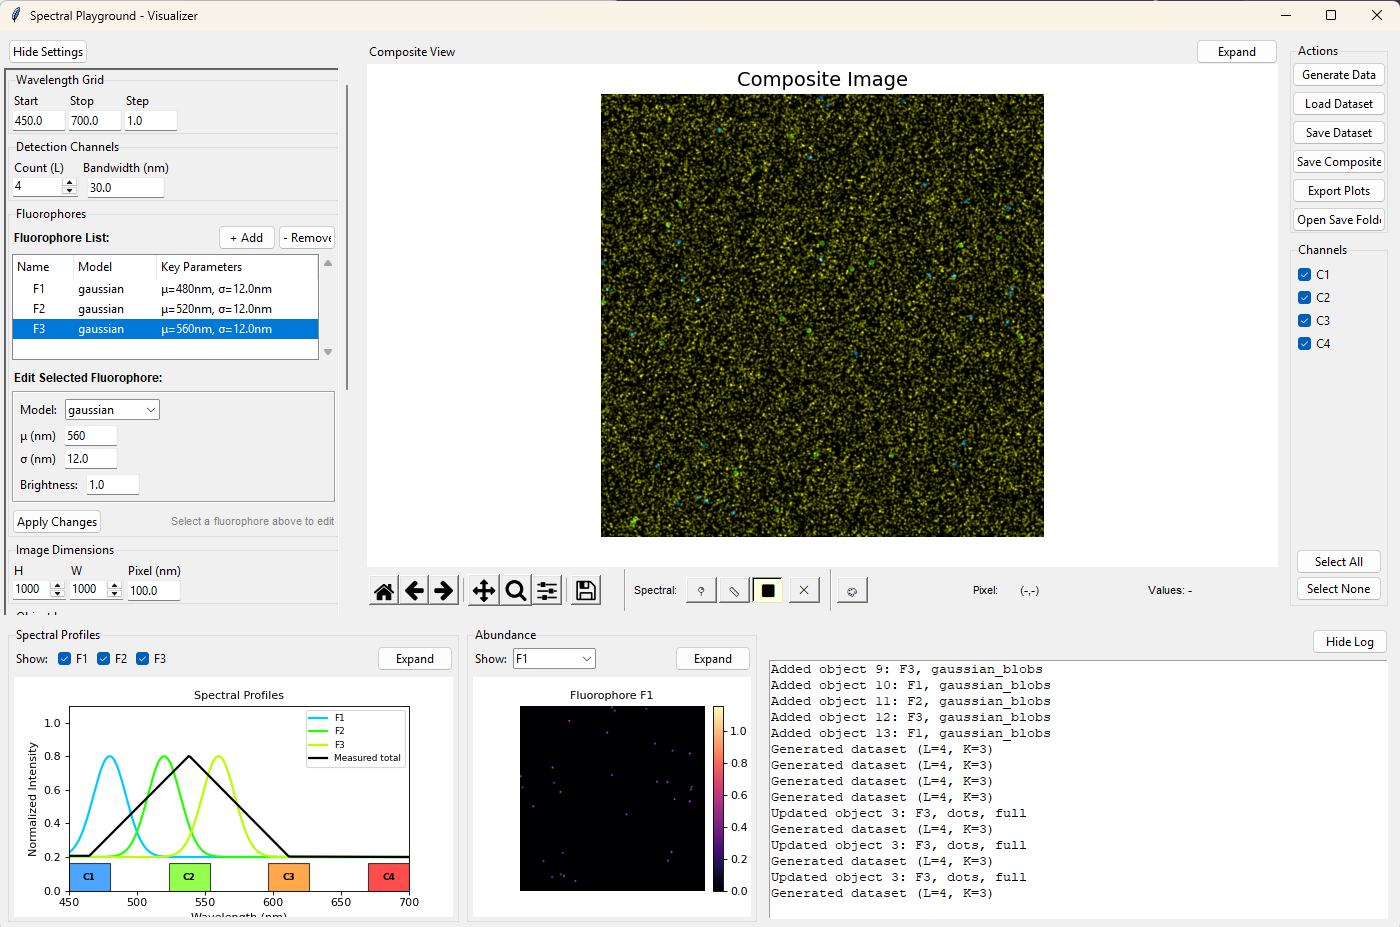 Spectral Playground - Visualizer
Hide Settings
Wavelength Grid
Start Stop Step
450.0 700.0 1.0
Detection Channels
Count (L) Bandwidth (nm)
4 30.0
Fluorophores
Fluorophore List: + Add - Remove
Name Model Key Parameters
F1 gaussian μ=480nm, σ=12.0nm
F2 gaussian μ=520nm, σ=12.0nm
F3 gaussian μ=560nm, σ=12.0nm
Edit Selected Fluorophore:
Model: gaussian
μ (nm) 560
σ (nm) 12.0
Brightness: 1.0
Apply Changes Select a fluorophore above to edit
Image Dimensions
H W Pixel (nm)
1000 1000 100.0
Composite View Expand
Composite Image
Spectral: Pixel: (-,-) Values: -
Actions
Generate Data
Load Dataset
Save Dataset
Save Composite
Export Plots
Open Save Folde
Channels
C1
C2
C3
C4
Select All
Select None
Spectral Profiles
Show: F1 F2 F3 Expand
Spectral Profiles
F1
F2
F3
Measured total
Normalized Intensity
1.0
0.8
0.6
0.4
0.2
0.0
C1 C2 C3 C4
450 500 550 600 650 700
Wavelength (nm)
Abundance
Show: F1 Expand
Fluorophore F1
1.0
0.8
0.6
0.4
0.2
0.0
Hide Log
Added object 9: F3, gaussian_blobs
Added object 10: F1, gaussian_blobs
Added object 11: F2, gaussian_blobs
Added object 12: F3, gaussian_blobs
Added object 13: F1, gaussian_blobs
Generated dataset (L=4, K=3)
Generated dataset (L=4, K=3)
Generated dataset (L=4, K=3)
Generated dataset (L=4, K=3)
Updated object 3: F3, dots, full
Generated dataset (L=4, K=3)
Updated object 3: F3, dots, full
Generated dataset (L=4, K=3)
Updated object 3: F3, dots, full
Generated dataset (L=4, K=3)